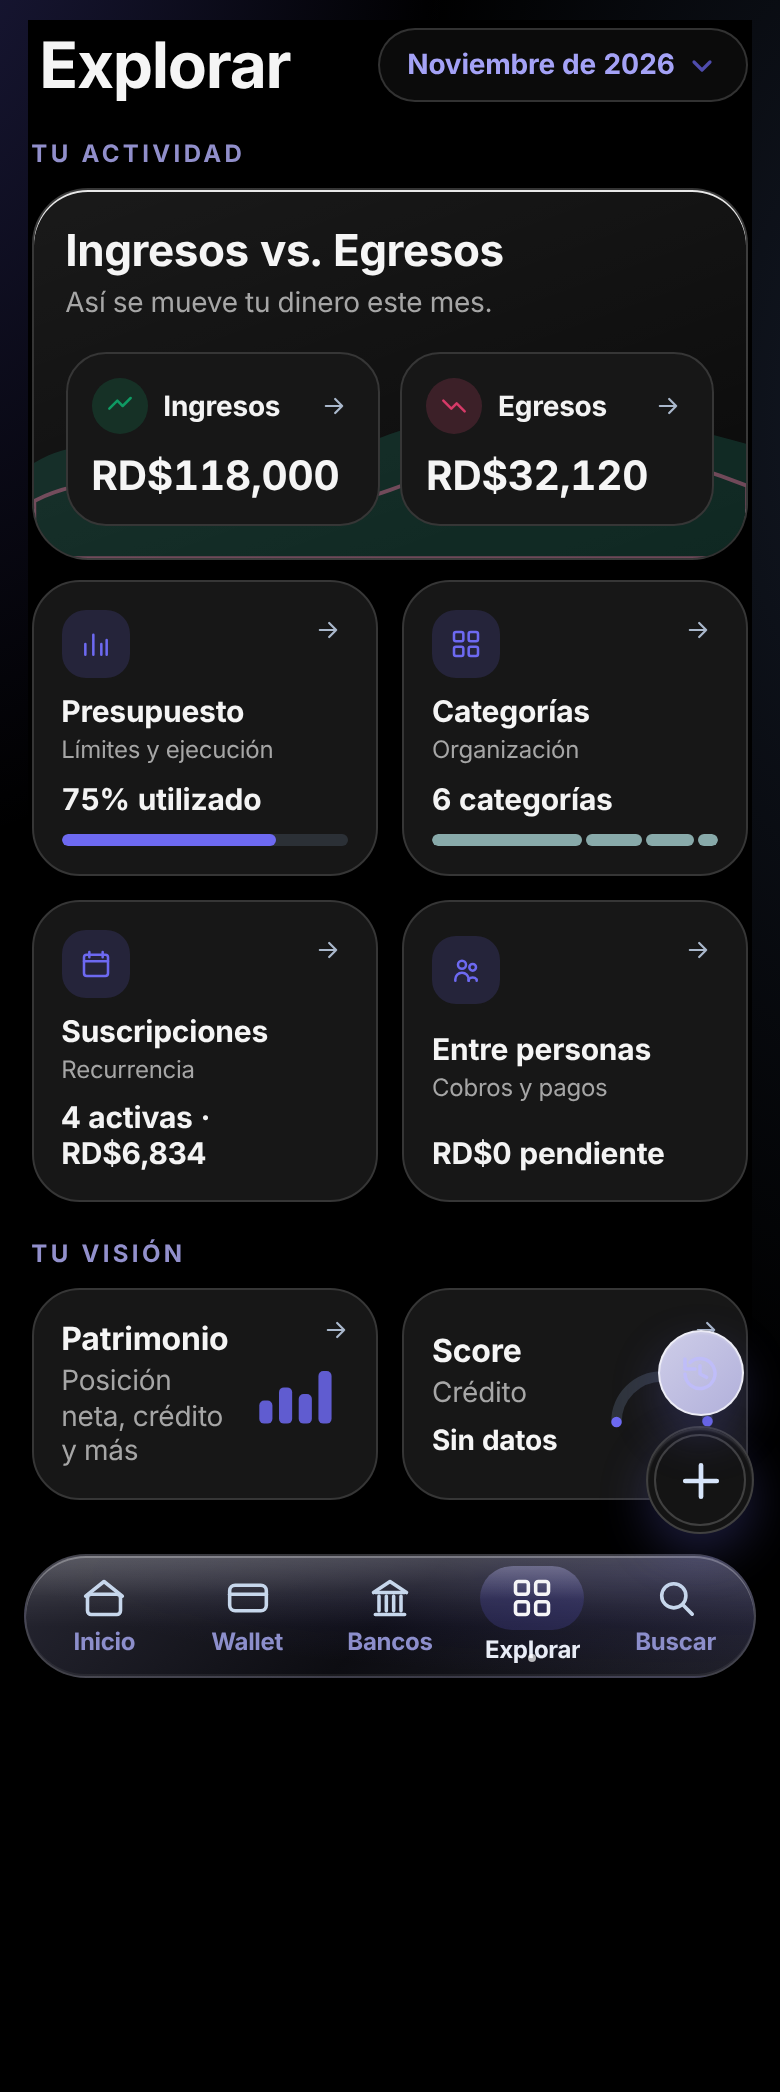 Explorar
Noviembre de 2026
TU ACTIVIDAD
Ingresos vs. Egresos
Así se mueve tu dinero este mes.
Ingresos
RD$118,000
Egresos
RD$32,120
Presupuesto
Límites y ejecución
75% utilizado
Categorías
Organización
6 categorías
Suscripciones
Recurrencia
4 activas ·
RD$6,834
Entre personas
Cobros y pagos
RD$0 pendiente
TU VISIÓN
Patrimonio
Posición
neta, crédito
y más
Score
Crédito
Sin datos
Inicio
Wallet
Bancos
Explorar
Buscar